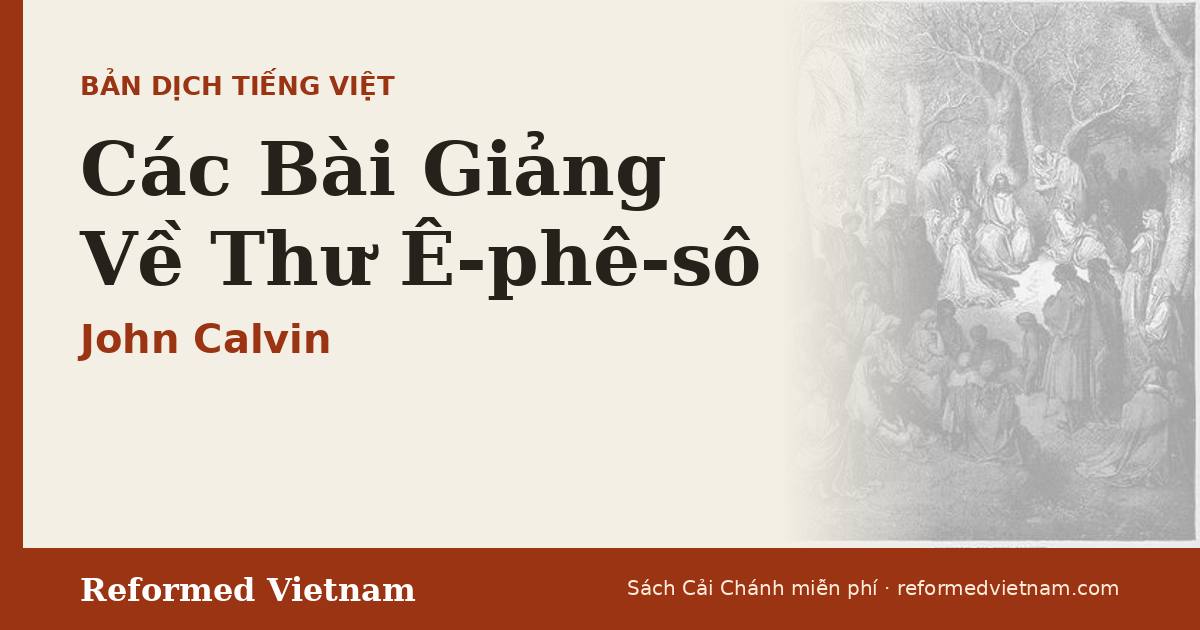 BẢN DỊCH TIẾNG VIỆT
Các Bài Giảng
Về Thư Ê-phê-sô
John Calvin
Reformed Vietnam
Sách Cải Chánh miễn phí · reformedvietnam.com